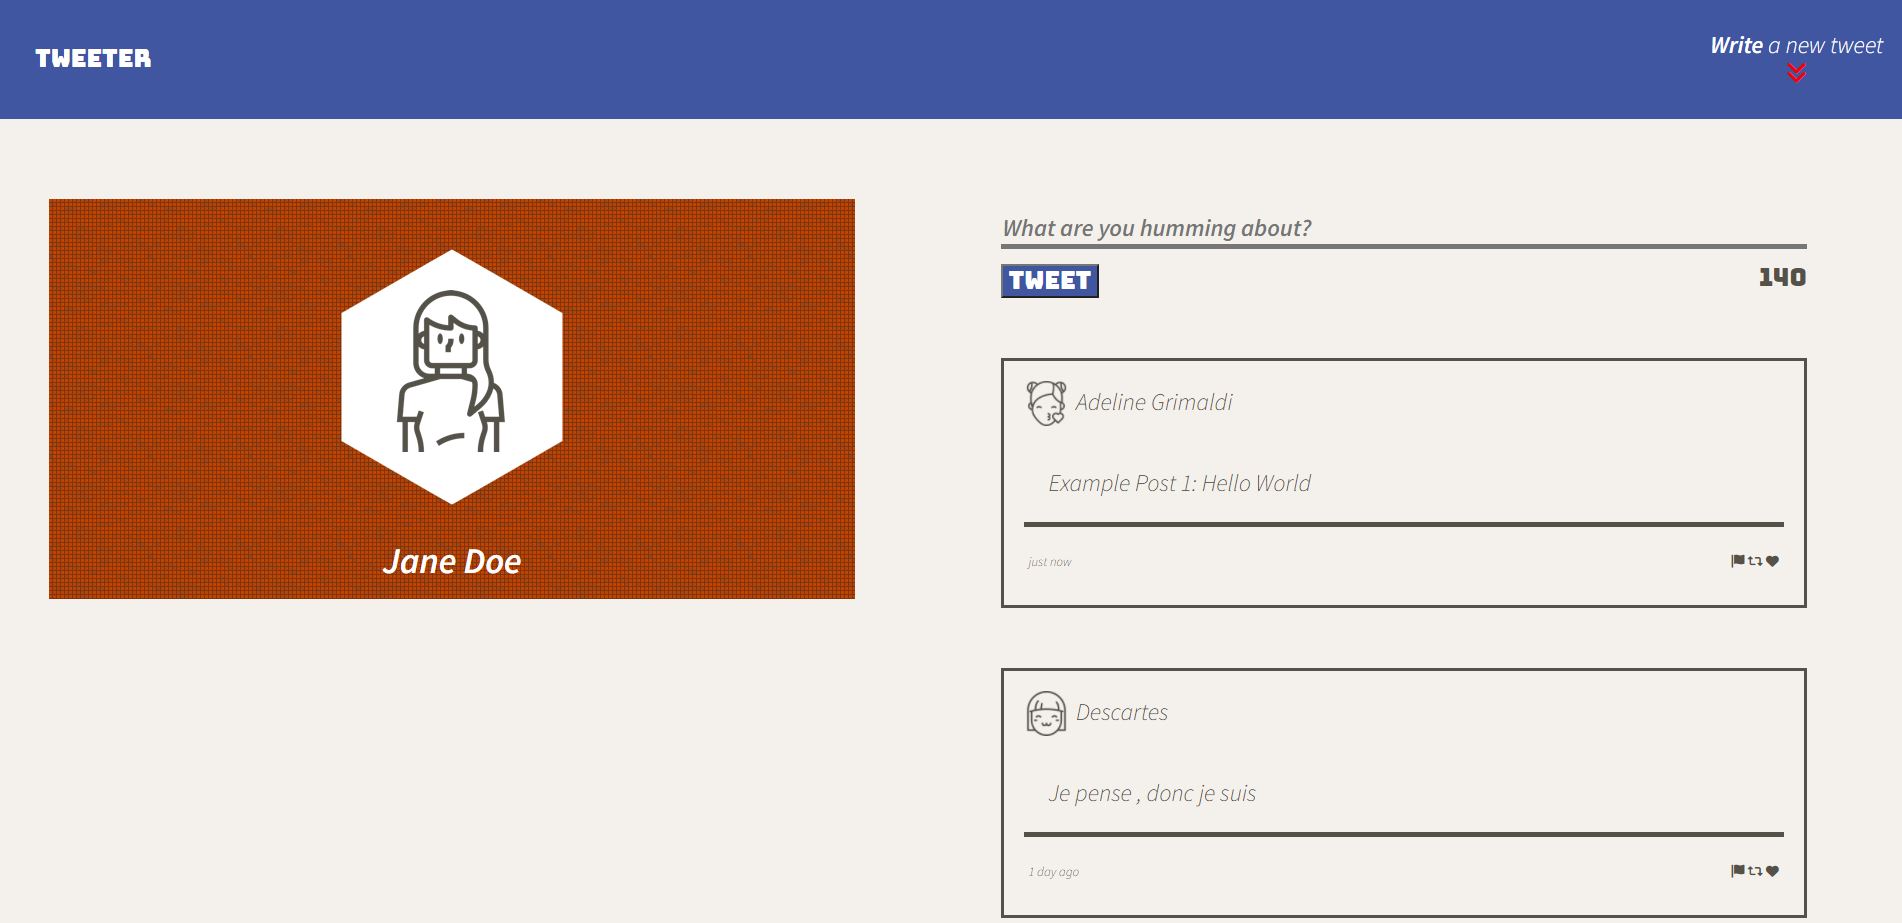 TWEETER
Write a new tweet
Jane Doe
What are you humming about?
TWEET
140
Adeline Grimaldi
Example Post 1: Hello World
just now
Descartes
Je pense , donc je suis
1 day ago